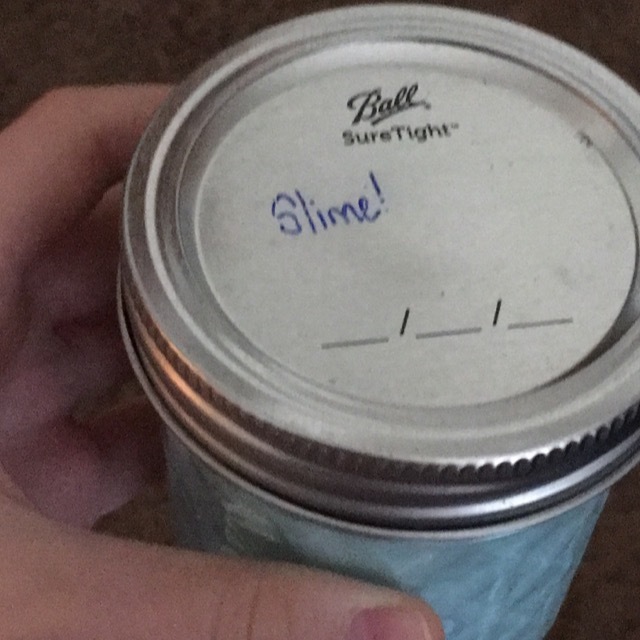 Ball
SureTight™
Slime!
___/___/___